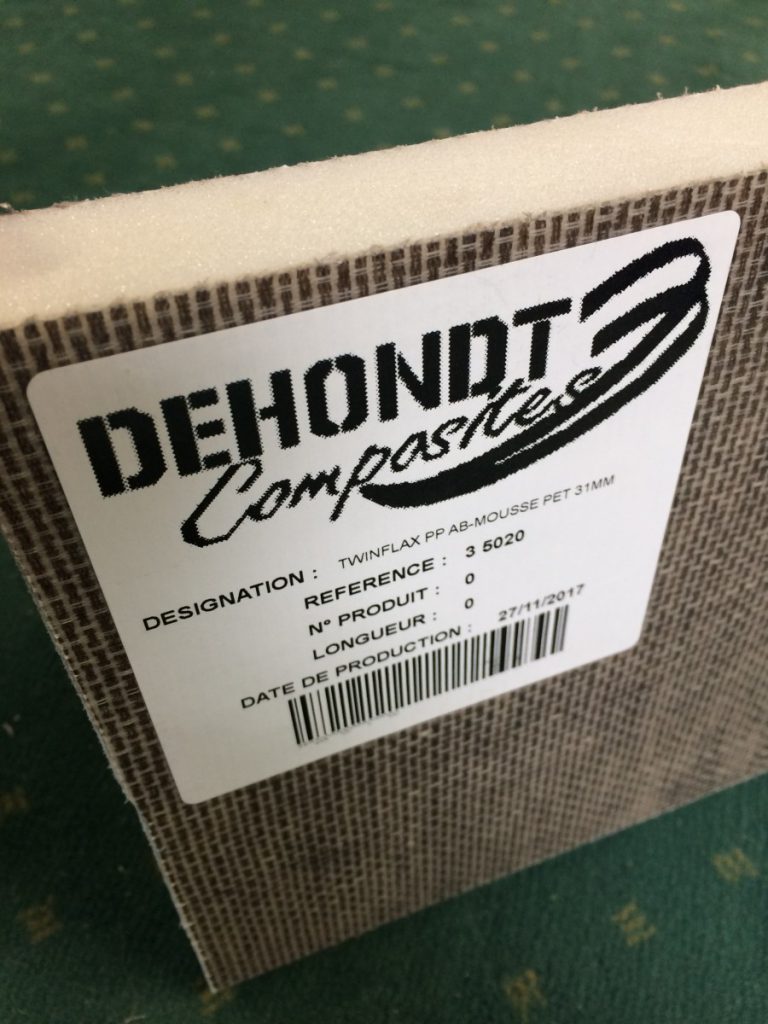 DEHONDT
Composites
DESIGNATION : TWINFLAX PP AB-MOUSSE PET 31MM
REFERENCE : 3 5020
N° PRODUIT : 0
LONGUEUR : 0
DATE DE PRODUCTION : 27/11/2017